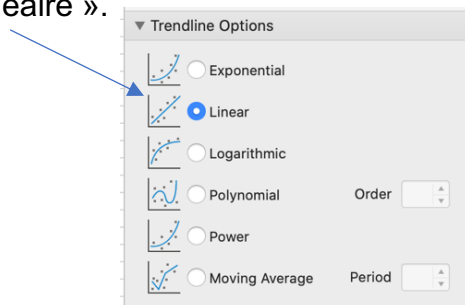 éaire ».
Trendline Options
Exponential
Linear
Logarithmic
Polynomial Order
Power
Moving Average Period